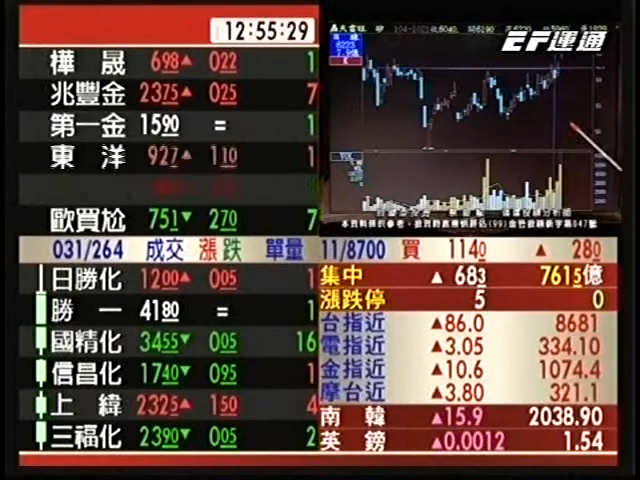 12:55:29
EF運通
樺 晟 698▲ 022 1
兆豐金 2375▲ 025 7
第一金 1590 = 1
東 洋 927▲ 110 1
歐買尬 751▼ 270 7
031/264 成交 漲跌 單量
11/8700 買 1140 ▲ 280
日勝化 1200▲ 005 1
勝 一 4180 = 1
國精化 3455▼ 005 16
信昌化 1740▼ 095 1
上 緯 2325▲ 150 4
三福化 2390▼ 005 2
集中 ▲ 683 7615億
漲跌停 5 0
台指近 ▲86.0 8681
電指近 ▲3.05 334.10
金指近 ▲10.6 1074.4
摩台近 ▲3.80 321.1
南 韓 ▲15.9 2038.90
英 鎊 ▲0.0012 1.54